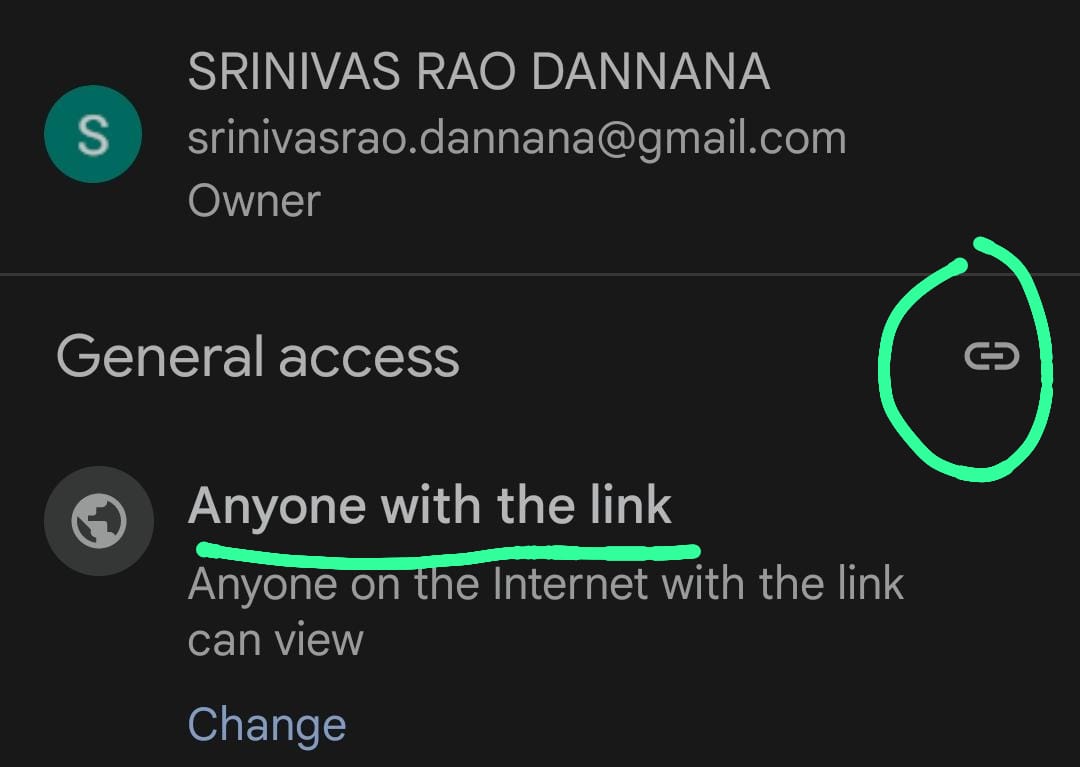 S
SRINIVAS RAO DANNANA
srinivasrao.dannana@gmail.com
Owner
General access
Anyone with the link
Anyone on the Internet with the link
can view
Change